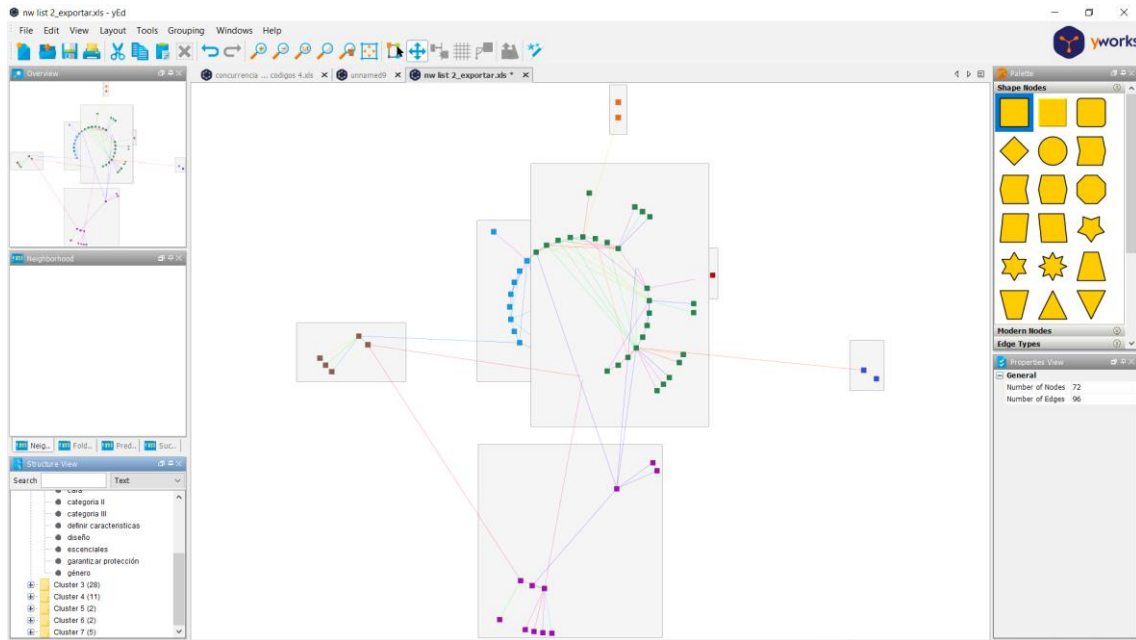 nw list 2_exportar.xls - yEd
File Edit View Layout Tools Grouping Windows Help
yworks
Overview
concurrencia ... codigos 4.xls
unnamed9
nw list 2_exportar.xls *
Palette
Shape Nodes
Neighborhood
Modern Nodes
Edge Types
Properties View
General
Number of Nodes 72
Number of Edges 96
Neig.. Fold.. Pred.. Suc..
Structure View
Search Text
cara
categoria II
categoria III
definir caracteristicas
diseño
escenciales
garantizar protección
género
Cluster 3 (28)
Cluster 4 (11)
Cluster 5 (2)
Cluster 6 (2)
Cluster 7 (5)